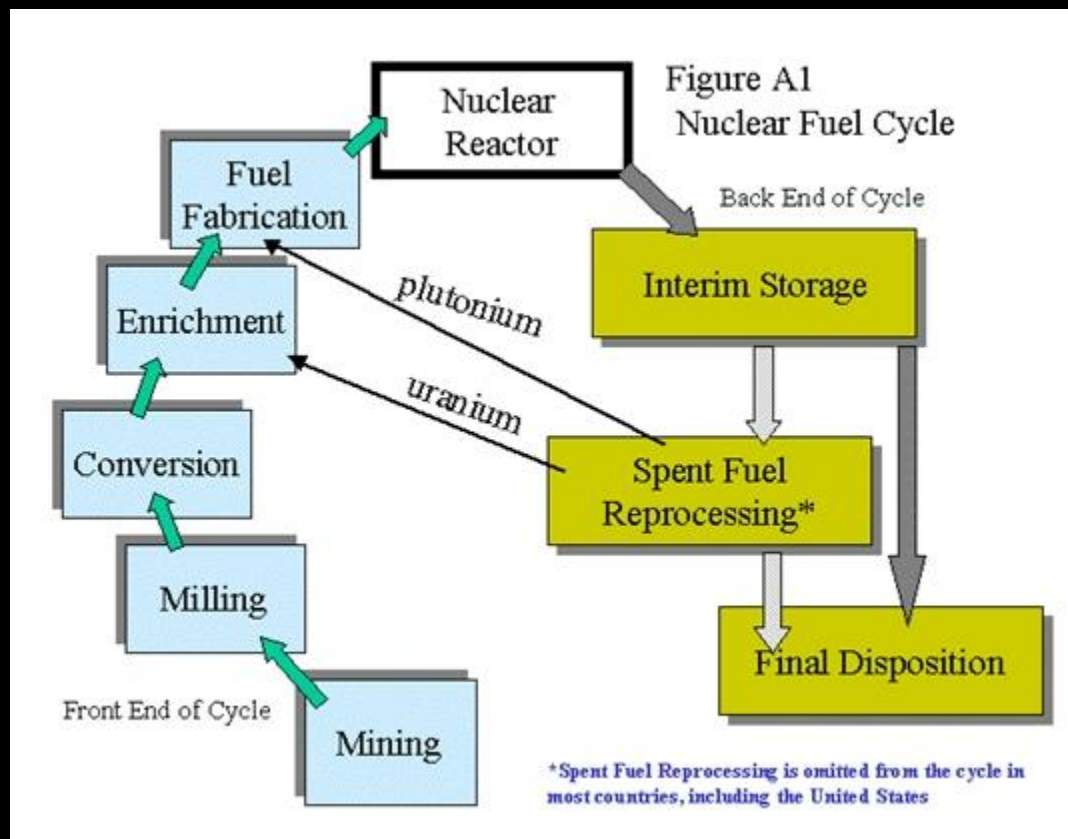 Figure A1
Nuclear Fuel Cycle
Nuclear
Reactor
Fuel
Fabrication
Enrichment
Conversion
Milling
Mining
Front End of Cycle
Back End of Cycle
Interim Storage
plutonium
uranium
Spent Fuel
Reprocessing*
Final Disposition
*Spent Fuel Reprocessing is omitted from the cycle in
most countries, including the United States